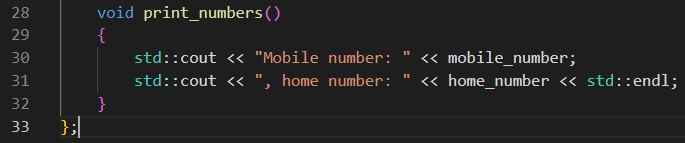 28 void print_numbers()
29 {
30 std::cout << "Mobile number: " << mobile_number;
31 std::cout << ", home number: " << home_number << std::endl;
32 }
33 };